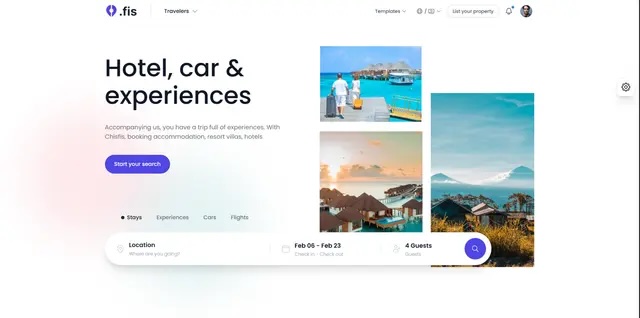 .fis
Travelers
Templates
/
List your property
Hotel, car &
experiences
Accompanying us, you have a trip full of experiences. With
Chisfis, booking accommodation, resort villas, hotels
Start your search
Stays
Experiences
Cars
Flights
Location
Where are you going?
Feb 06 - Feb 23
Check in - Check out
4 Guests
Guests